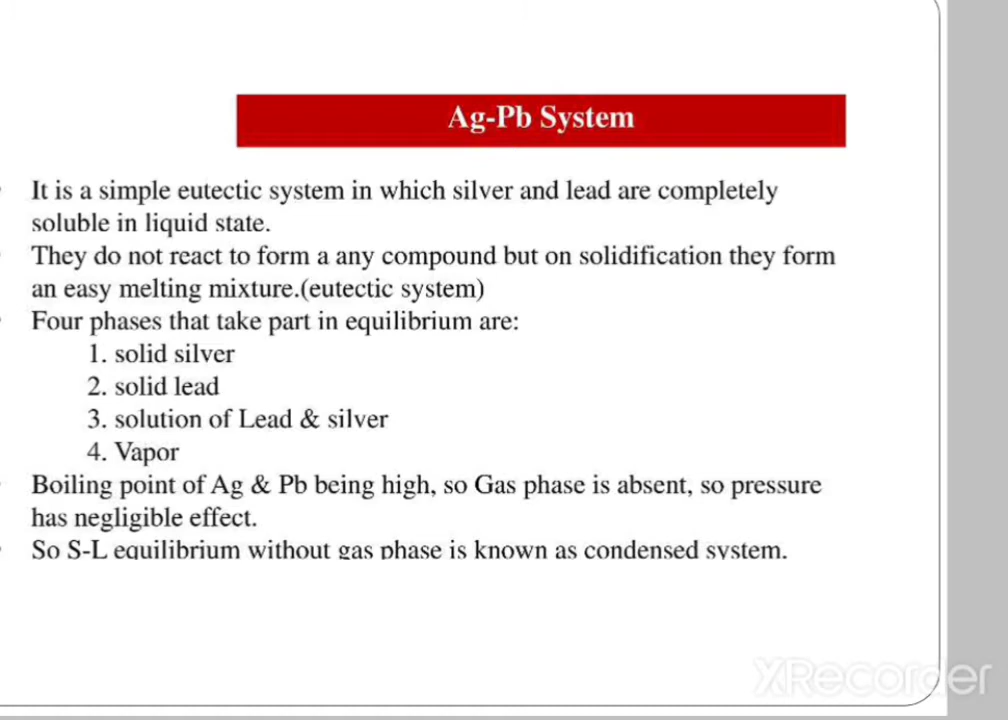 Ag-Pb System
It is a simple eutectic system in which silver and lead are completely
soluble in liquid state.
They do not react to form a any compound but on solidification they form
an easy melting mixture.(eutectic system)
Four phases that take part in equilibrium are:
1. solid silver
2. solid lead
3. solution of Lead & silver
4. Vapor
Boiling point of Ag & Pb being high, so Gas phase is absent, so pressure
has negligible effect.
So S-L equilibrium without gas phase is known as condensed system.
XRecorder